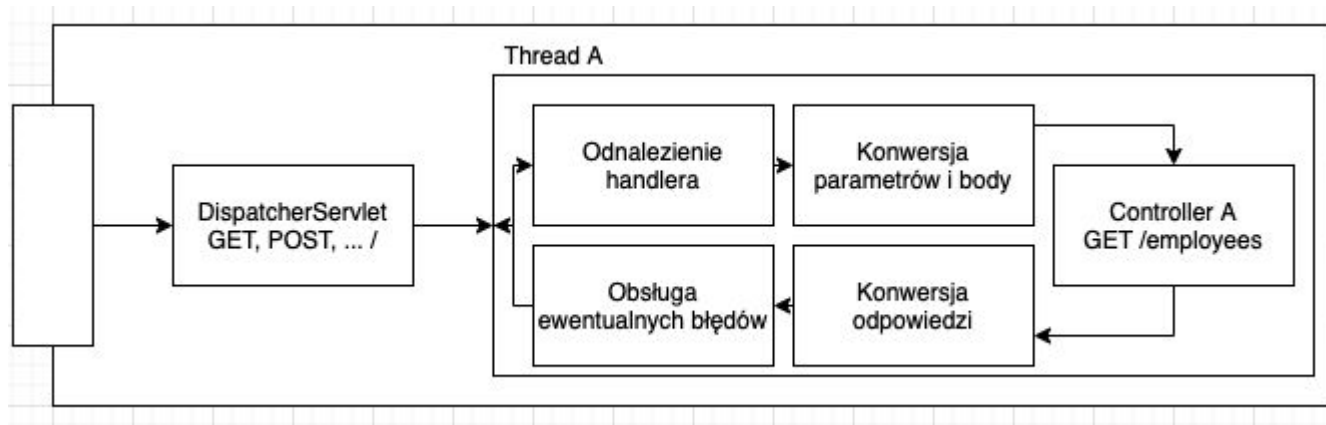 Thread A
DispatcherServlet
GET, POST, ... /
Odnalezienie
handlera
Konwersja
parametrów i body
Controller A
GET /employees
Obsługa
ewentualnych błędów
Konwersja
odpowiedzi